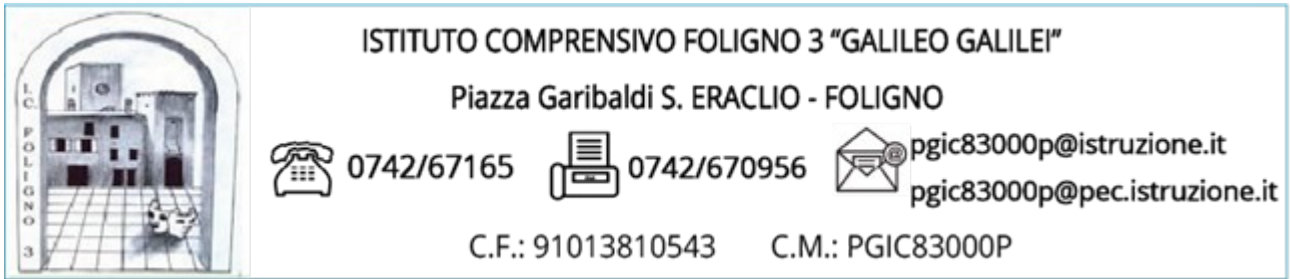 ISTITUTO COMPRENSIVO FOLIGNO 3 “GALILEO GALILEI”
Piazza Garibaldi S. ERACLIO - FOLIGNO
0742/67165
0742/670956
pgic83000p@istruzione.it
pgic83000p@pec.istruzione.it
C.F.: 91013810543 C.M.: PGIC83000P
I.C. FOLIGNO 3